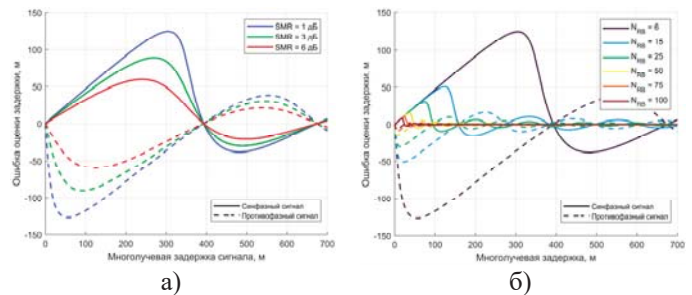 150
100
50
0
-50
-100
-150
Ошибка оценки задержки, м
SMR = 1 дБ
SMR = 3 дБ
SMR = 6 дБ
Синфазный сигнал
Противофазный сигнал
0 100 200 300 400 500 600 700
Многолучевая задержка сигнала, м
а)
150
100
50
0
-50
-100
-150
Ошибка оценки задержки, м
N_RB = 6
N_RB = 15
N_RB = 25
N_RB = 50
N_RB = 75
N_RB = 100
Синфазный сигнал
Противофазный сигнал
0 100 200 300 400 500 600 700
Многолучевая задержка, м
б)